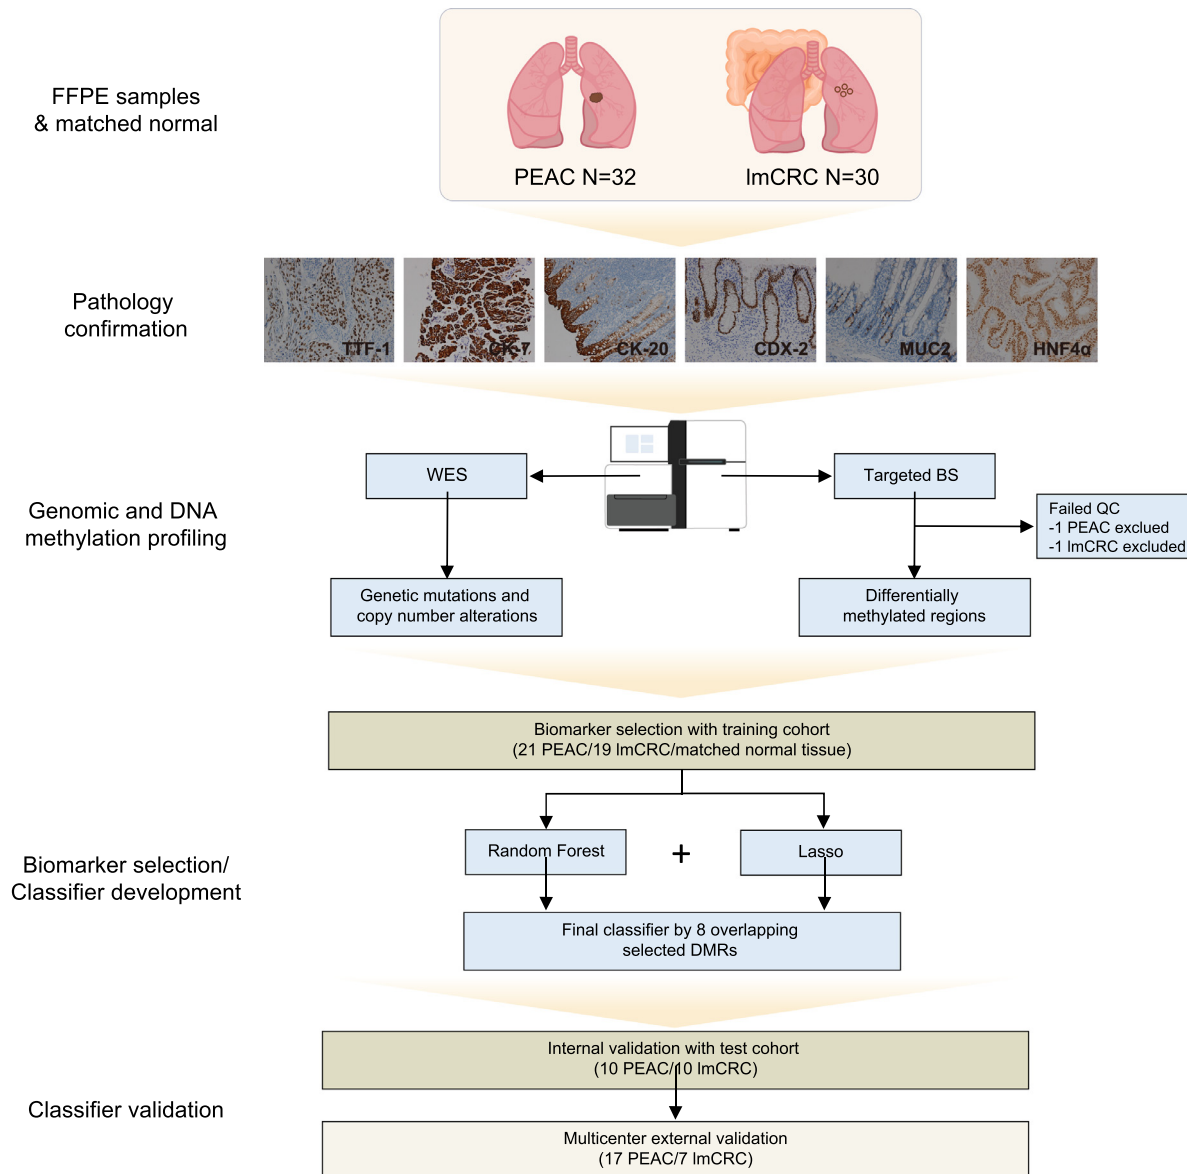 FFPE samples
& matched normal
PEAC N=32
lmCRC N=30
Pathology
confirmation
TTF-1
CK-7
CK-20
CDX-2
MUC2
HNF4α
Genomic and DNA
methylation profiling
WES
Targeted BS
Failed QC
-1 PEAC exclued
-1 lmCRC excluded
Genetic mutations and
copy number alterations
Differentially
methylated regions
Biomarker selection with training cohort
(21 PEAC/19 lmCRC/matched normal tissue)
Biomarker selection/
Classifier development
Random Forest
+
Lasso
Final classifier by 8 overlapping
selected DMRs
Classifier validation
Internal validation with test cohort
(10 PEAC/10 lmCRC)
Multicenter external validation
(17 PEAC/7 lmCRC)